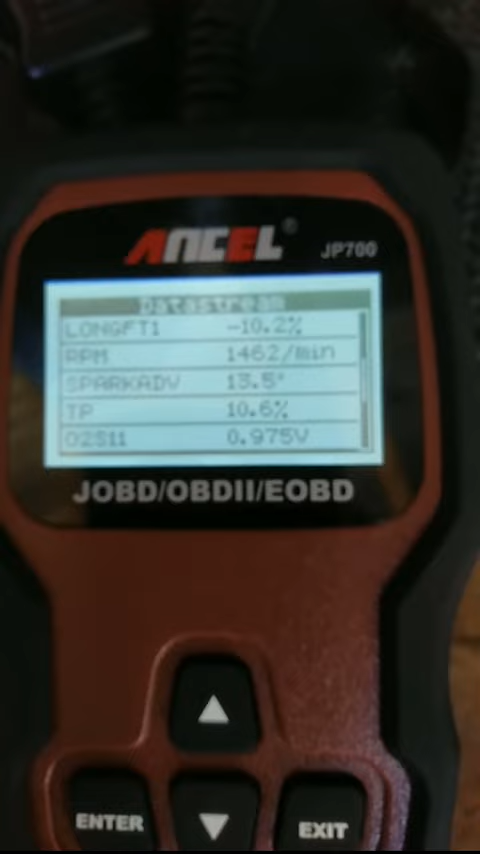 ANCEL®
JP700
Datastream
LONGFT1 -10.2%
RPM 1462/min
SPARKADV 13.5°
TP 10.6%
O2S11 0.975V
JOBD/OBDII/EOBD
ENTER
EXIT